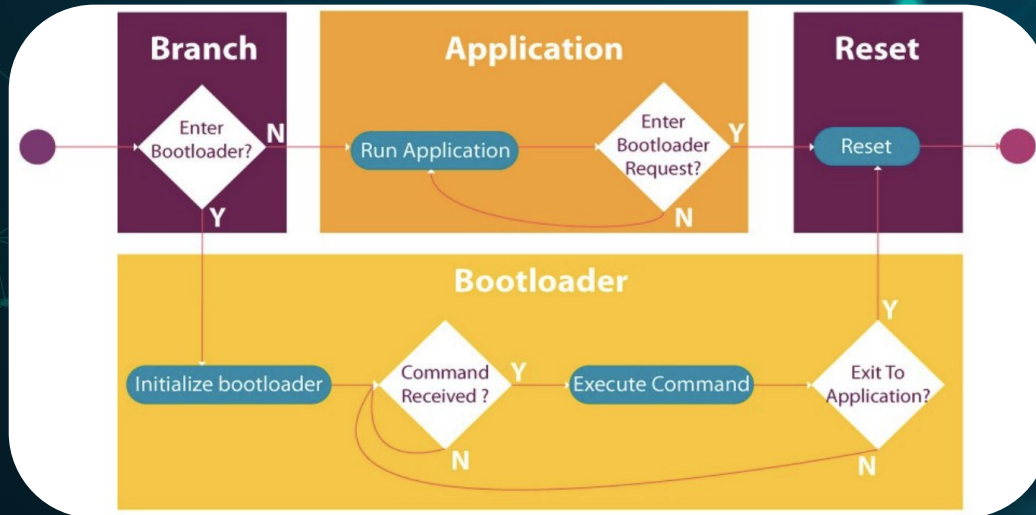 Branch
Application
Reset
Enter
Bootloader?
N
Y
Run Application
Enter
Bootloader
Request?
Y
N
Reset
Bootloader
Initialize bootloader
Command
Received ?
Y
N
Execute Command
Exit To
Application?
Y
N